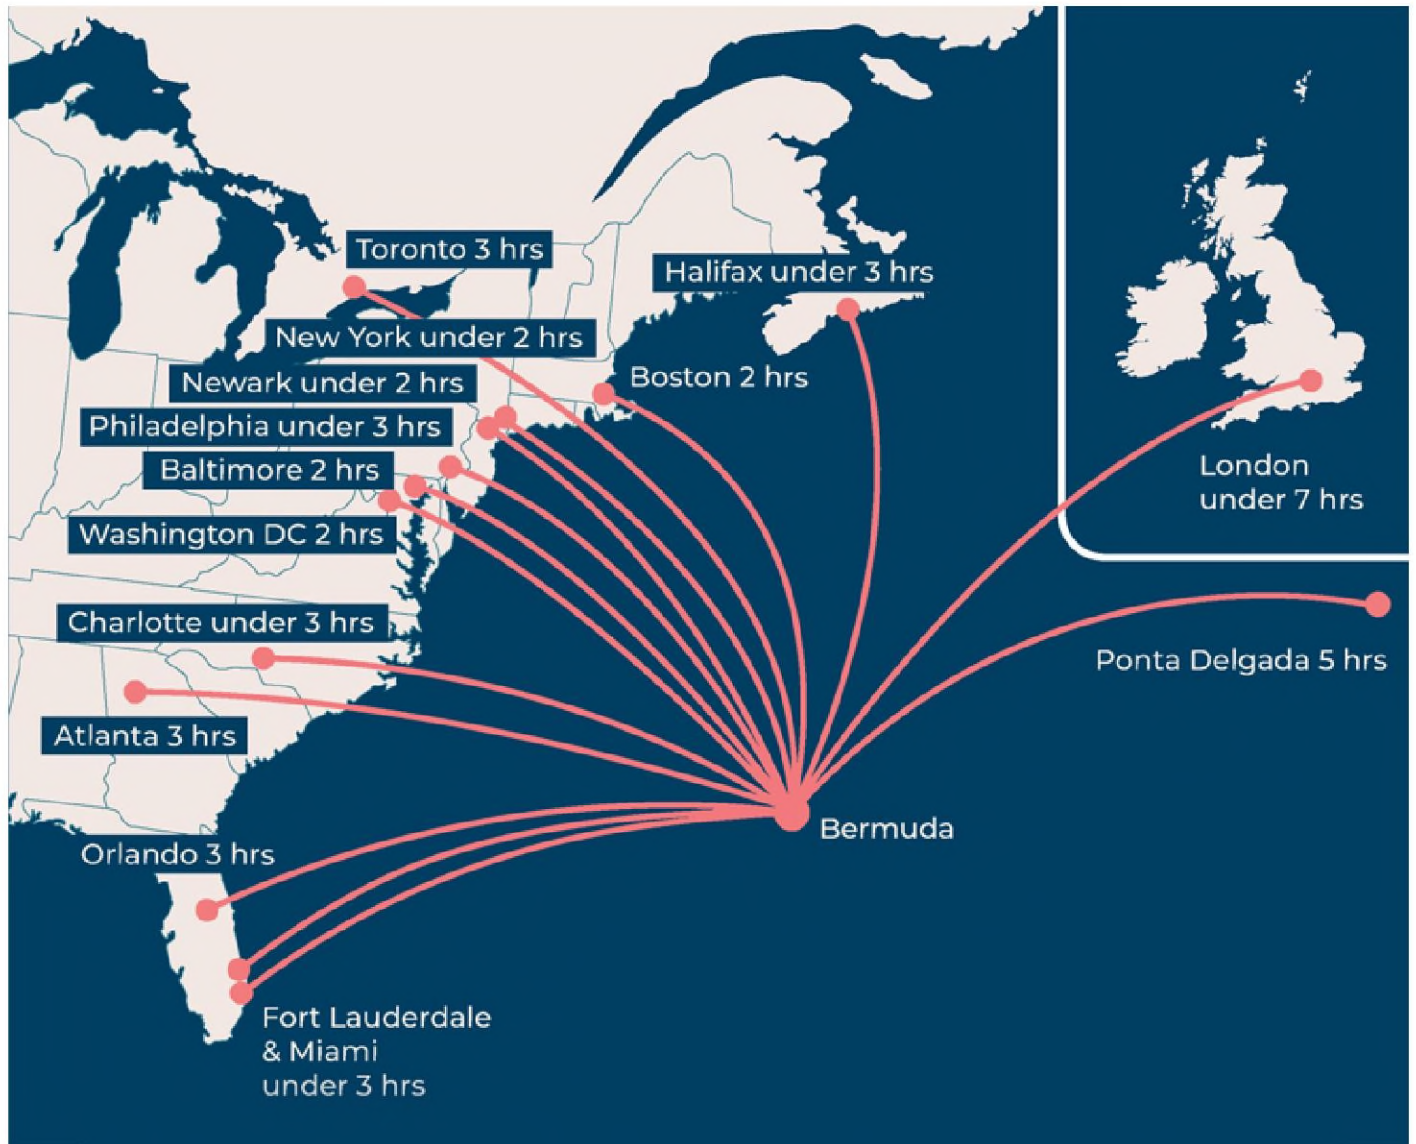 Toronto 3 hrs
Halifax under 3 hrs
New York under 2 hrs
Newark under 2 hrs
Boston 2 hrs
Philadelphia under 3 hrs
Baltimore 2 hrs
Washington DC 2 hrs
London
under 7 hrs
Charlotte under 3 hrs
Ponta Delgada 5 hrs
Atlanta 3 hrs
Bermuda
Orlando 3 hrs
Fort Lauderdale
& Miami
under 3 hrs